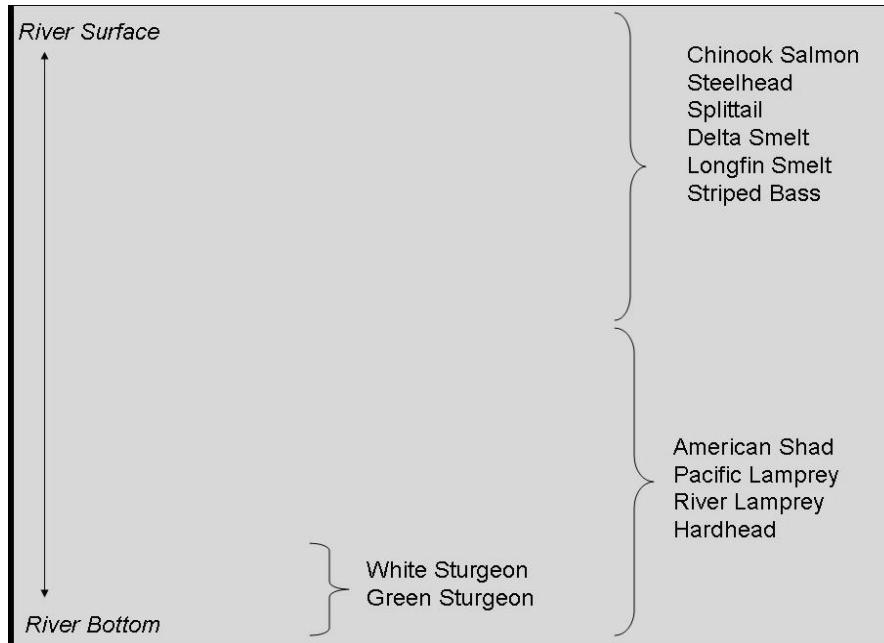 River Surface
Chinook Salmon
Steelhead
Splittail
Delta Smelt
Longfin Smelt
Striped Bass
American Shad
Pacific Lamprey
River Lamprey
Hardhead
White Sturgeon
Green Sturgeon
River Bottom